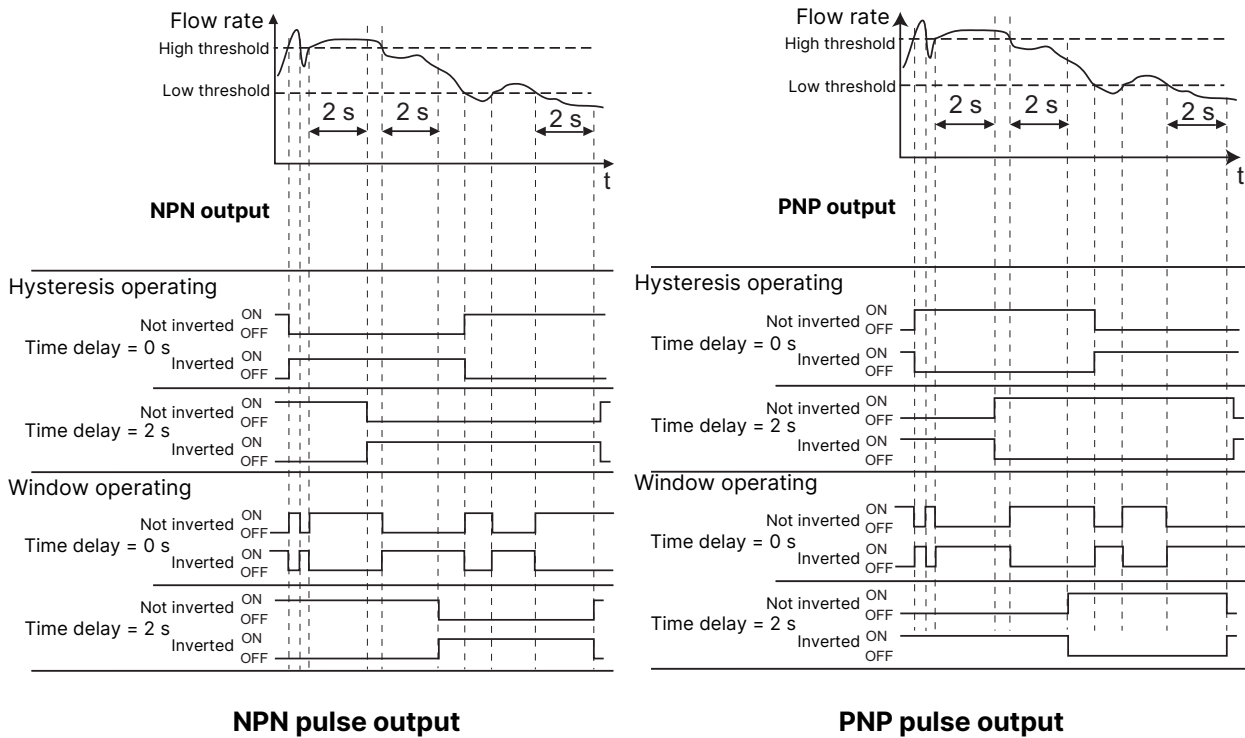 Flow rate
High threshold
Low threshold
2 s
2 s
2 s
t
NPN output
Hysteresis operating
Time delay = 0 s
Not inverted
ON
OFF
Inverted
ON
OFF
Time delay = 2 s
Not inverted
ON
OFF
Inverted
ON
OFF
Window operating
Time delay = 0 s
Not inverted
ON
OFF
Inverted
ON
OFF
Time delay = 2 s
Not inverted
ON
OFF
Inverted
ON
OFF
NPN pulse output
Flow rate
High threshold
Low threshold
2 s
2 s
2 s
t
PNP output
Hysteresis operating
Time delay = 0 s
Not inverted
ON
OFF
Inverted
ON
OFF
Time delay = 2 s
Not inverted
ON
OFF
Inverted
ON
OFF
Window operating
Time delay = 0 s
Not inverted
ON
OFF
Inverted
ON
OFF
Time delay = 2 s
Not inverted
ON
OFF
Inverted
ON
OFF
PNP pulse output